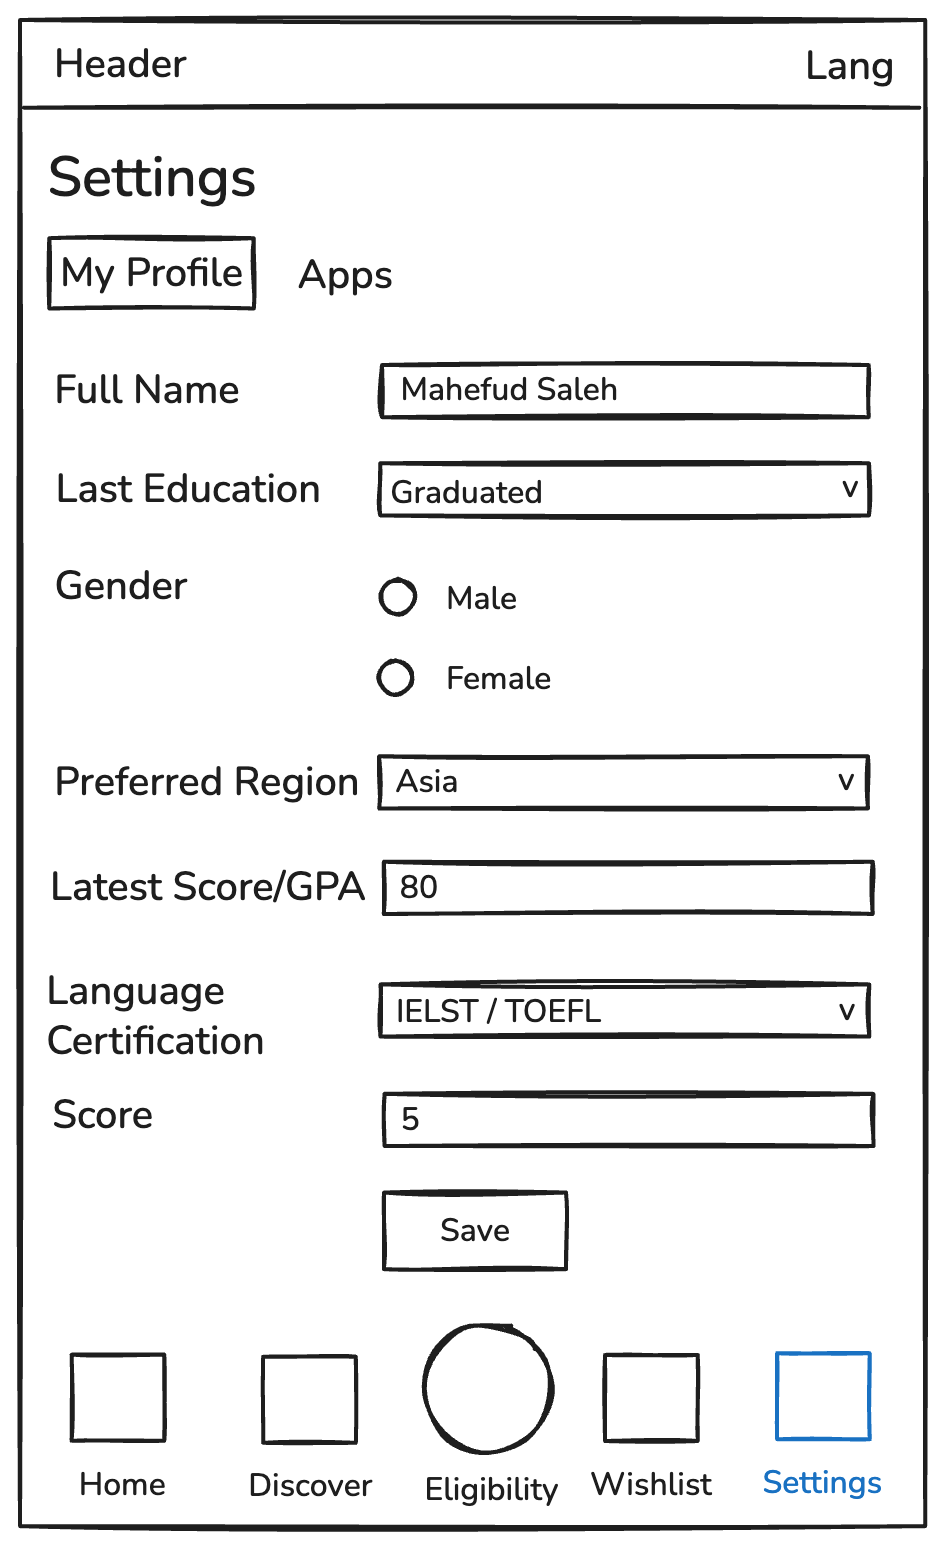 Header
Lang
Settings
My Profile
Apps
Full Name
Mahefud Saleh
Last Education
Graduated
v
Gender
Male
Female
Preferred Region
Asia
v
Latest Score/GPA
80
Language
Certification
IELST / TOEFL
v
Score
5
Save
Home
Discover
Eligibility
Wishlist
Settings